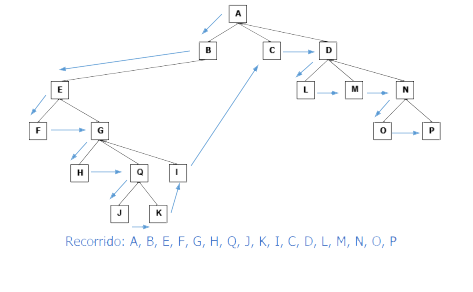 A
B C D
E L M N
F G O P
H Q I
J K
Recorrido: A, B, E, F, G, H, Q, J, K, I, C, D, L, M, N, O, P